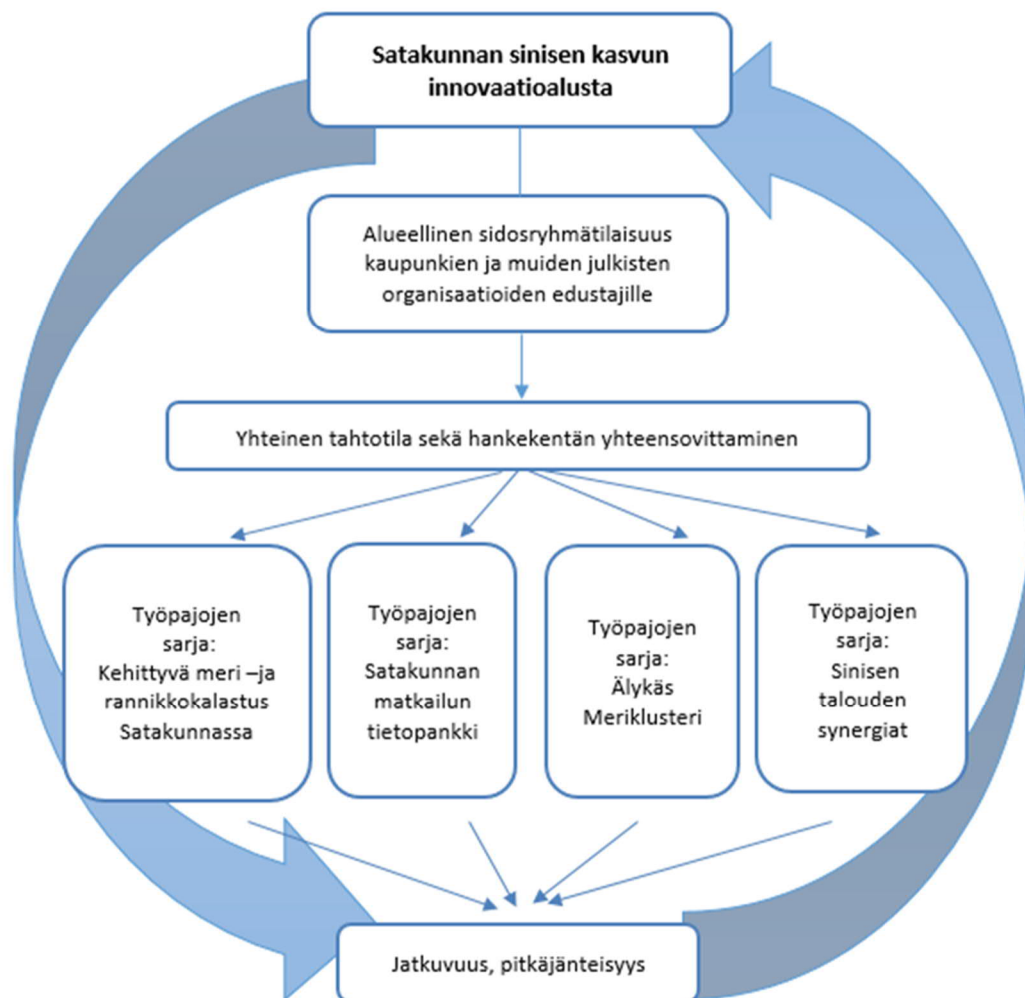 Satakunnan sinisen kasvun
innovaatioalusta
Alueellinen sidosryhmätilaisuus
kaupunkien ja muiden julkisten
organisaatioiden edustajille
Yhteinen tahtotila sekä hankekentän yhteensovittaminen
Työpajojen
sarja:
Kehittyvä meri –ja
rannikkokalastus
Satakunnassa
Työpajojen
sarja:
Satakunnan
matkailun
tietopankki
Työpajojen
sarja:
Älykäs
Meriklusteri
Työpajojen
sarja:
Sinisen
talouden
synergiat
Jatkuvuus, pitkäjänteisyys